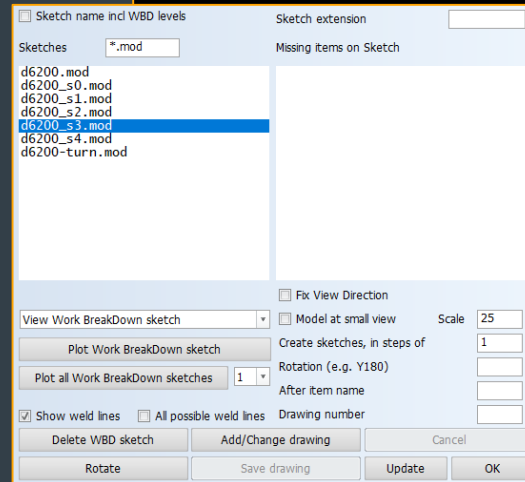 Sketch name incl WBD levels
Sketch extension
Sketches
*.mod
Missing items on Sketch
d6200.mod
d6200_s0.mod
d6200_s1.mod
d6200_s2.mod
d6200_s3.mod
d6200_s4.mod
d6200-turn.mod
Fix View Direction
View Work BreakDown sketch
Model at small view
Scale
25
Plot Work BreakDown sketch
Create sketches, in steps of
1
Plot all Work BreakDown sketches
1
Rotation (e.g. Y180)
After item name
Show weld lines
All possible weld lines
Drawing number
Delete WBD sketch
Add/Change drawing
Cancel
Rotate
Save drawing
Update
OK